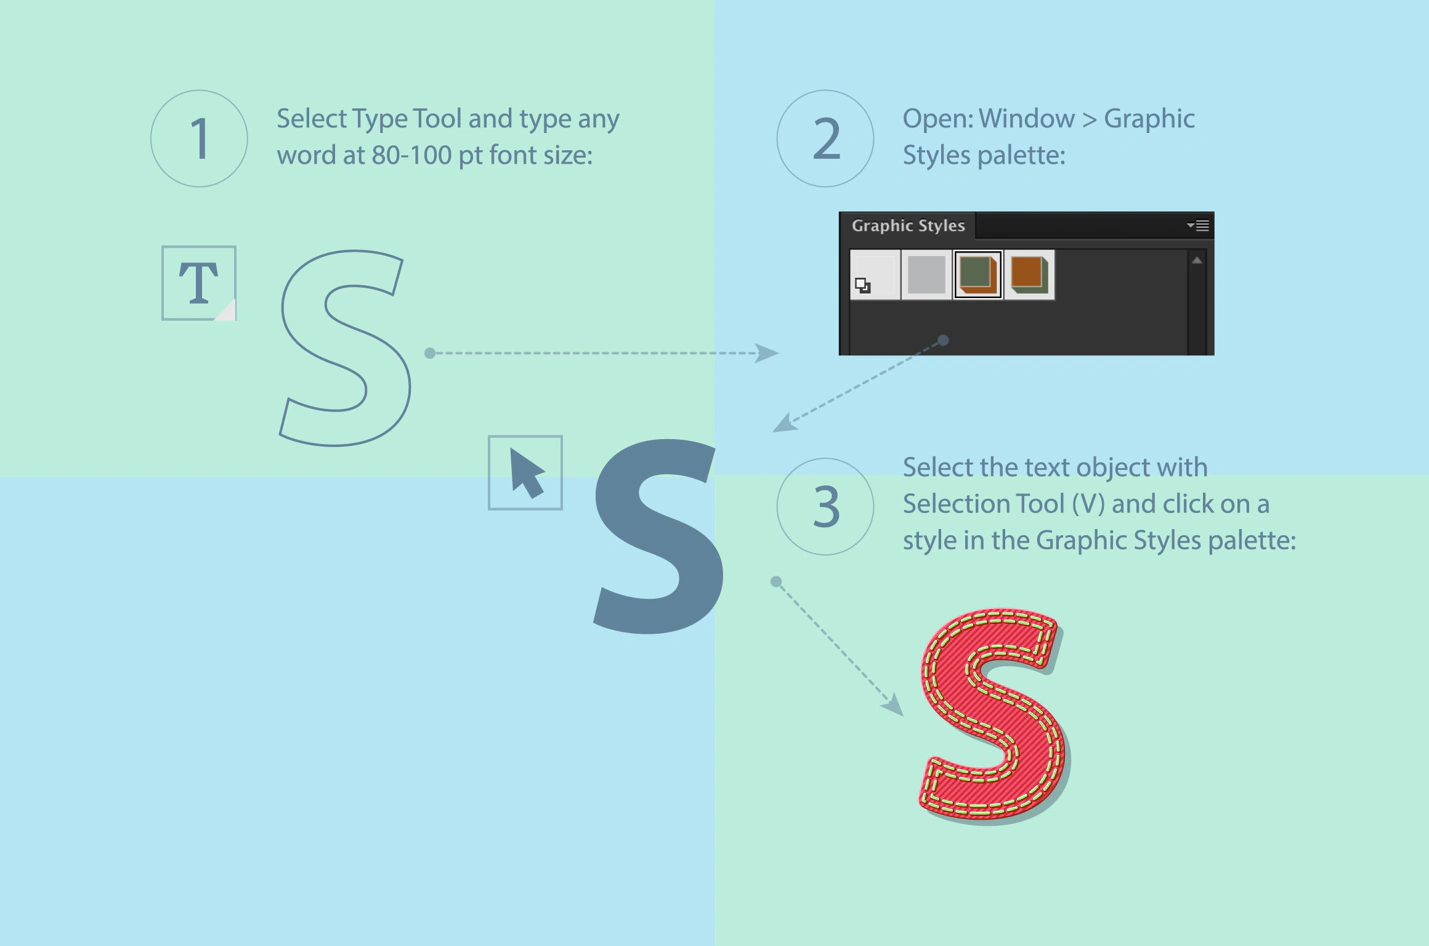 1
Select Type Tool and type any
word at 80-100 pt font size:
T
S
2
Open: Window > Graphic
Styles palette:
Graphic Styles
S
3
Select the text object with
Selection Tool (V) and click on a
style in the Graphic Styles palette:
S